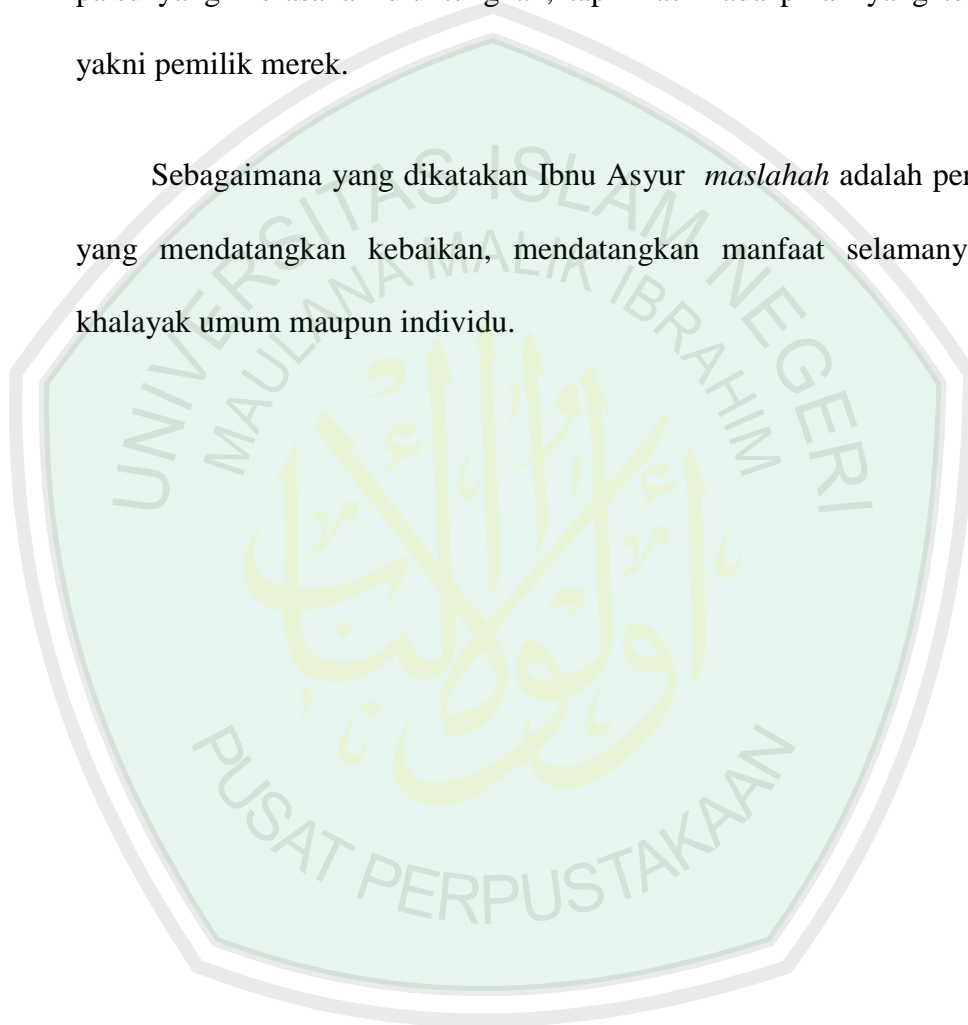 yakni pemilik merek.
Sebagaimana yang dikatakan Ibnu Asyur maslahah adalah
yang mendatangkan kebaikan, mendatangkan manfaat
khalayak umum maupun individu.
UNIVERSITAS ISLAM NEGERI
MAULANA MALIK IBRAHIM
PUSAT PERPUSTAKAAN